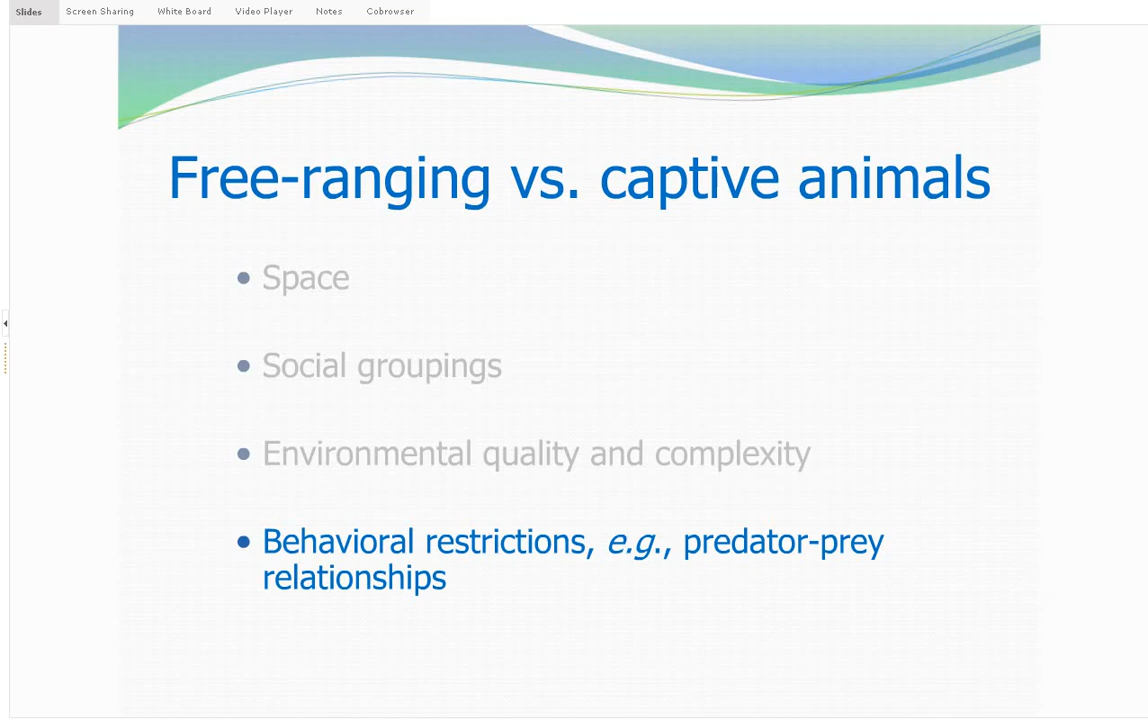 Slides Screen Sharing White Board Video Player Notes Cobrowser
Free-ranging vs. captive animals
• Space
• Social groupings
• Environmental quality and complexity
• Behavioral restrictions, e.g., predator-prey
relationships